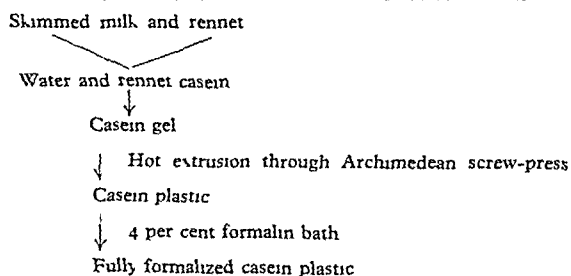 Skimmed milk and rennet
Water and rennet casein
Casein gel
Hot extrusion through Archimedean screw-press
Casein plastic
4 per cent formalin bath
Fully formalized casein plastic